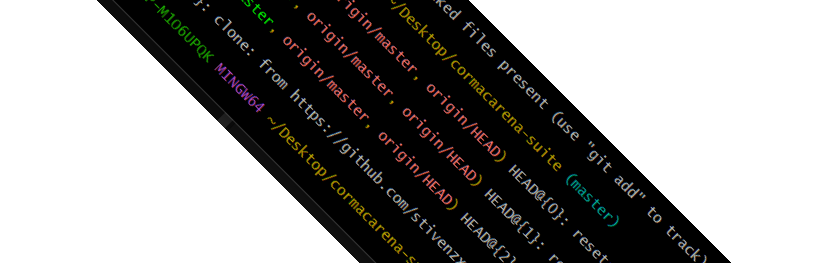 ked files present (use "git add" to track)
~/Desktop/cormacarena-suite (master)
origin/master, origin/HEAD) HEAD@{0}: reset
, origin/master, origin/HEAD) HEAD@{1}: re
ster, origin/master, origin/HEAD) HEAD@{2}
}: clone: from https://github.com/stivenzx
P-M1O6UPQK MINGW64 ~/Desktop/cormacarena-s